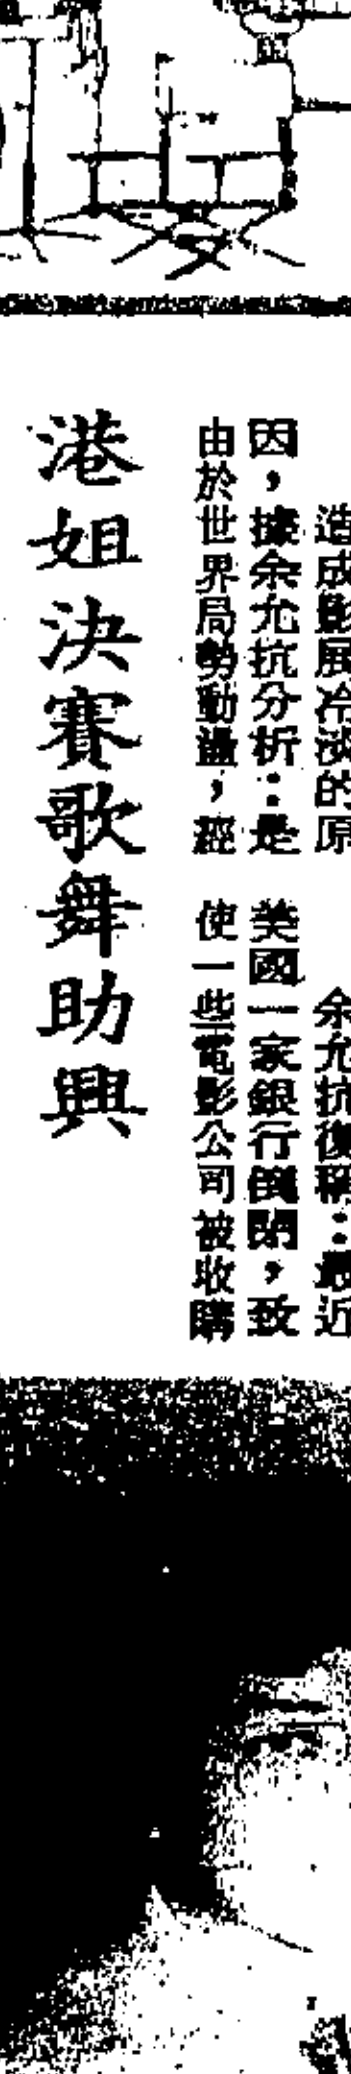 造成影展冷淡的原
因，據余允抗分析：是
由於世界局勢動盪，經
余允抗復稱：最近
美國一家銀行倒閉，致
使一些電影公司被收購
港姐決賽歌舞助興